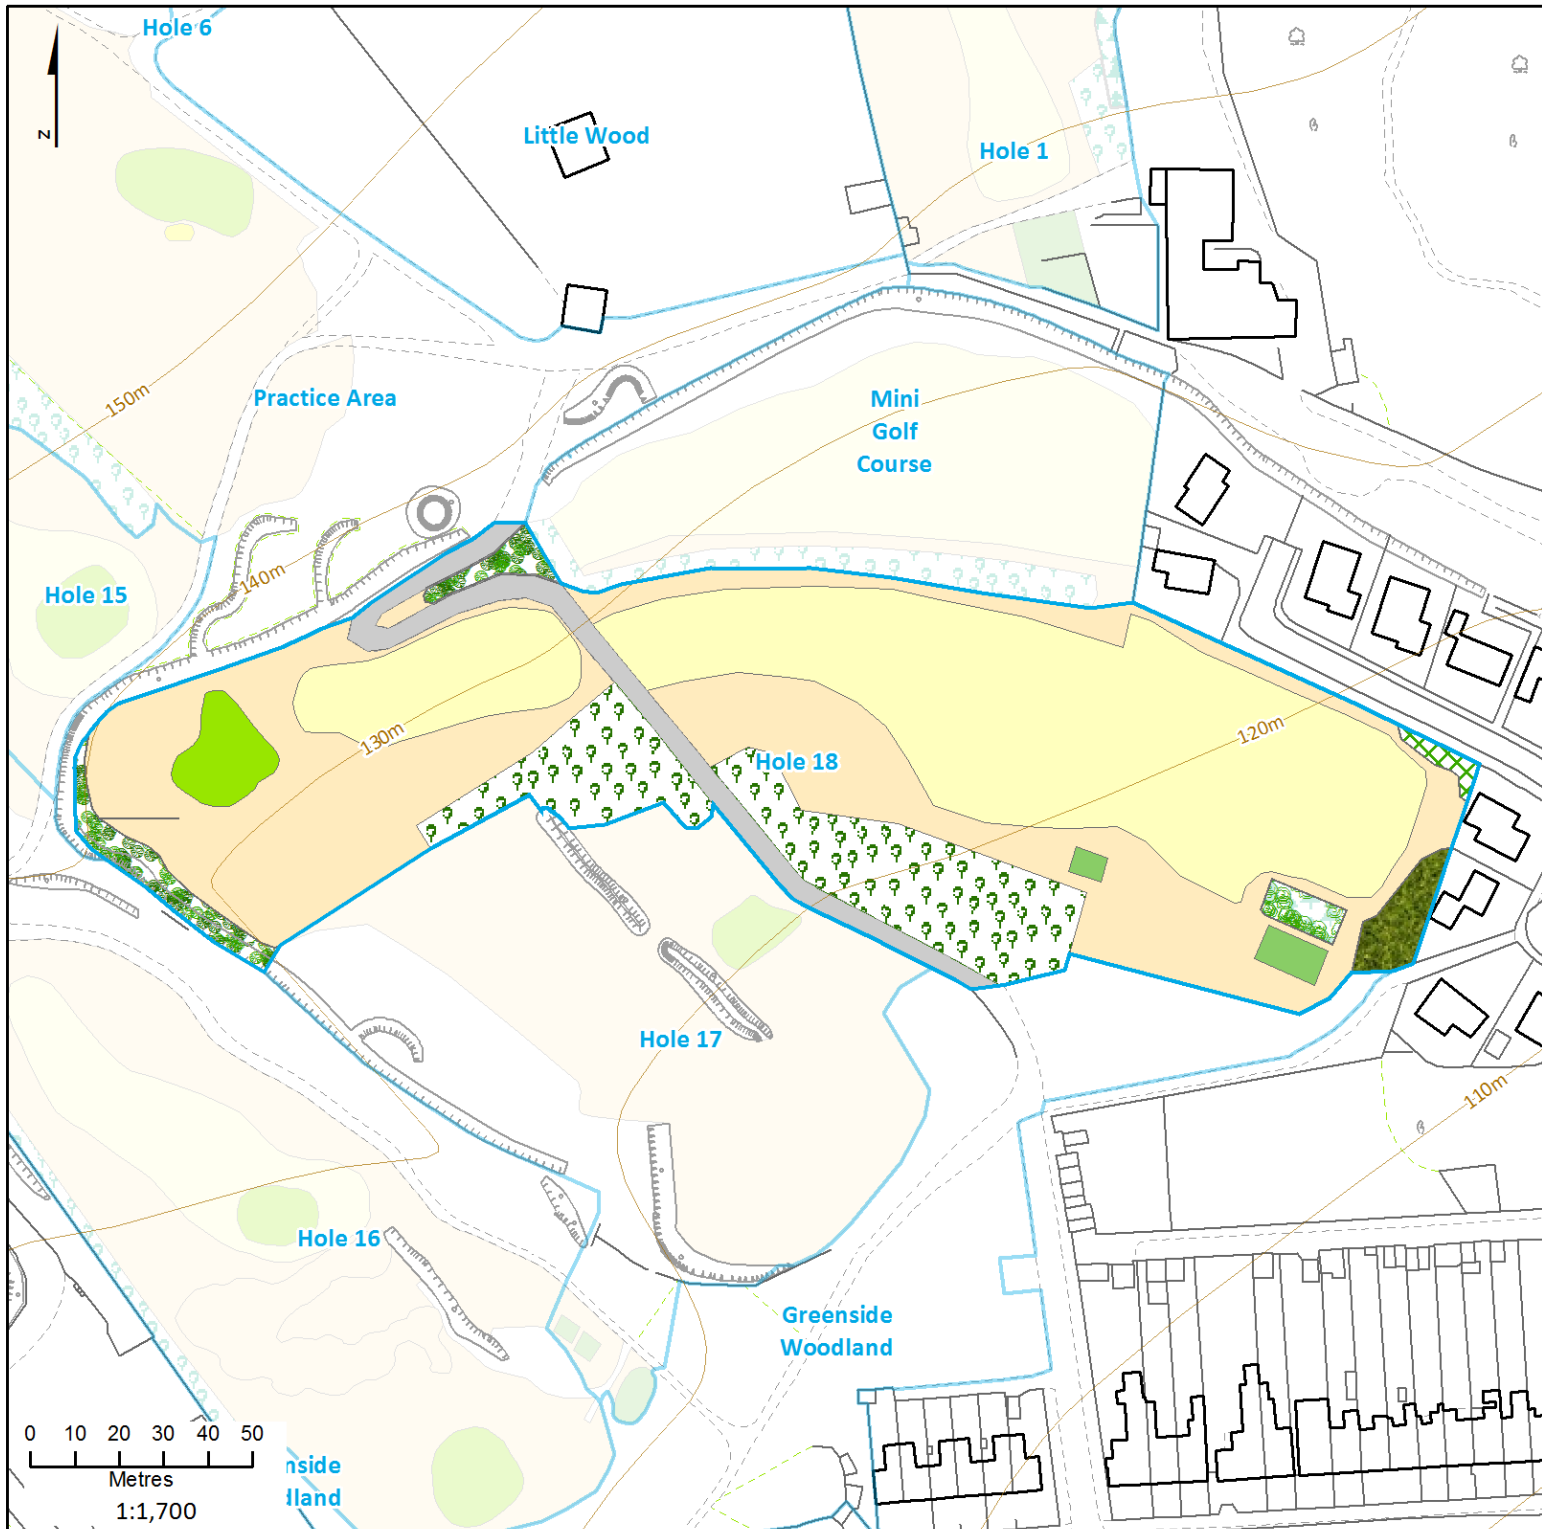 Hole 6
N
Little Wood
Hole 1
150m
Practice Area
Mini
Golf
Course
140m
Hole 15
130m
Hole 18
120m
Hole 17
110m
Hole 16
Greenside
Woodland
0 10 20 30 40 50
Metres
1:1,700
nside
dland